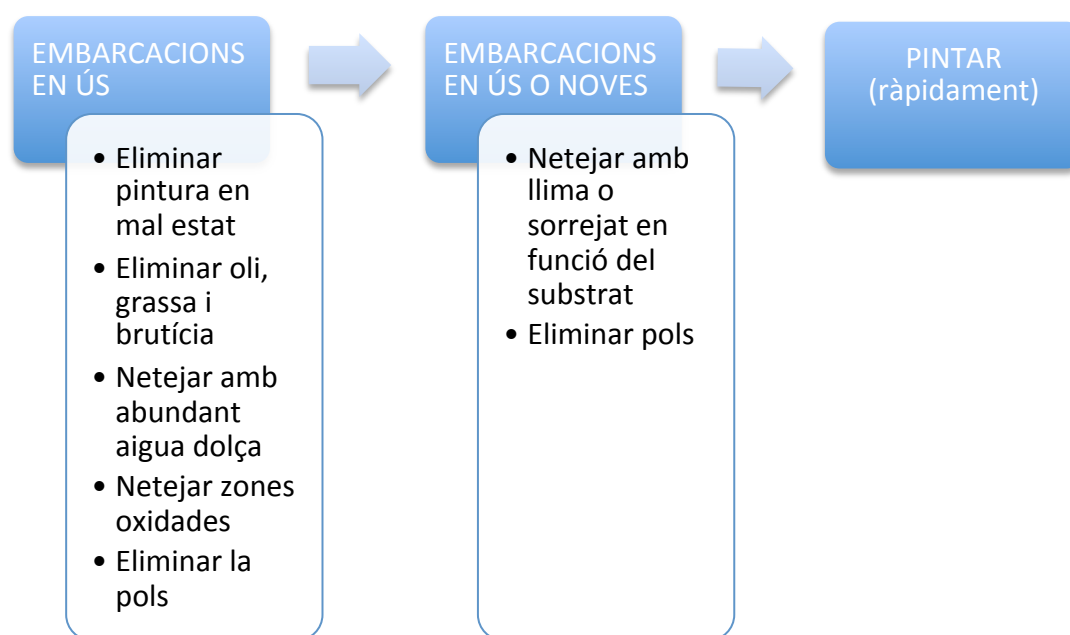 EMBARCACIONS
EN ÚS
• Eliminar
pintura en
mal estat
• Eliminar oli,
grassa i
brutícia
• Netejar amb
abundant
aigua dolça
• Netejar zones
oxidades
• Eliminar la
pols
EMBARCACIONS
EN ÚS O NOVES
• Netejar amb
llima o
sorrejat en
funció del
substrat
• Eliminar pols
PINTAR
(ràpidament)